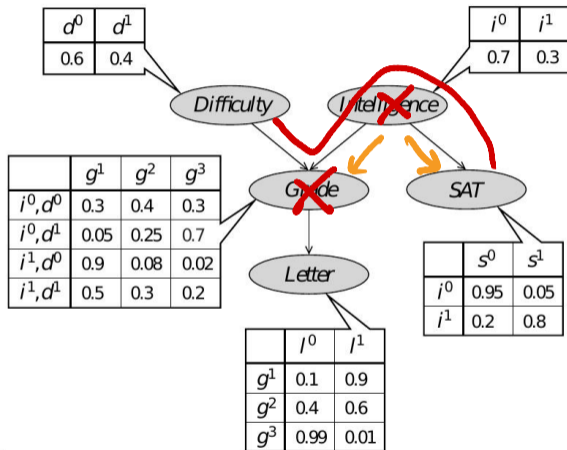 d⁰ d¹
0.6 0.4
i⁰ i¹
0.7 0.3
Difficulty
Intelligence
g¹ g² g³
i⁰,d⁰ 0.3 0.4 0.3
i⁰,d¹ 0.05 0.25 0.7
i¹,d⁰ 0.9 0.08 0.02
i¹,d¹ 0.5 0.3 0.2
Grade
SAT
s⁰ s¹
i⁰ 0.95 0.05
i¹ 0.2 0.8
Letter
l⁰ l¹
g¹ 0.1 0.9
g² 0.4 0.6
g³ 0.99 0.01